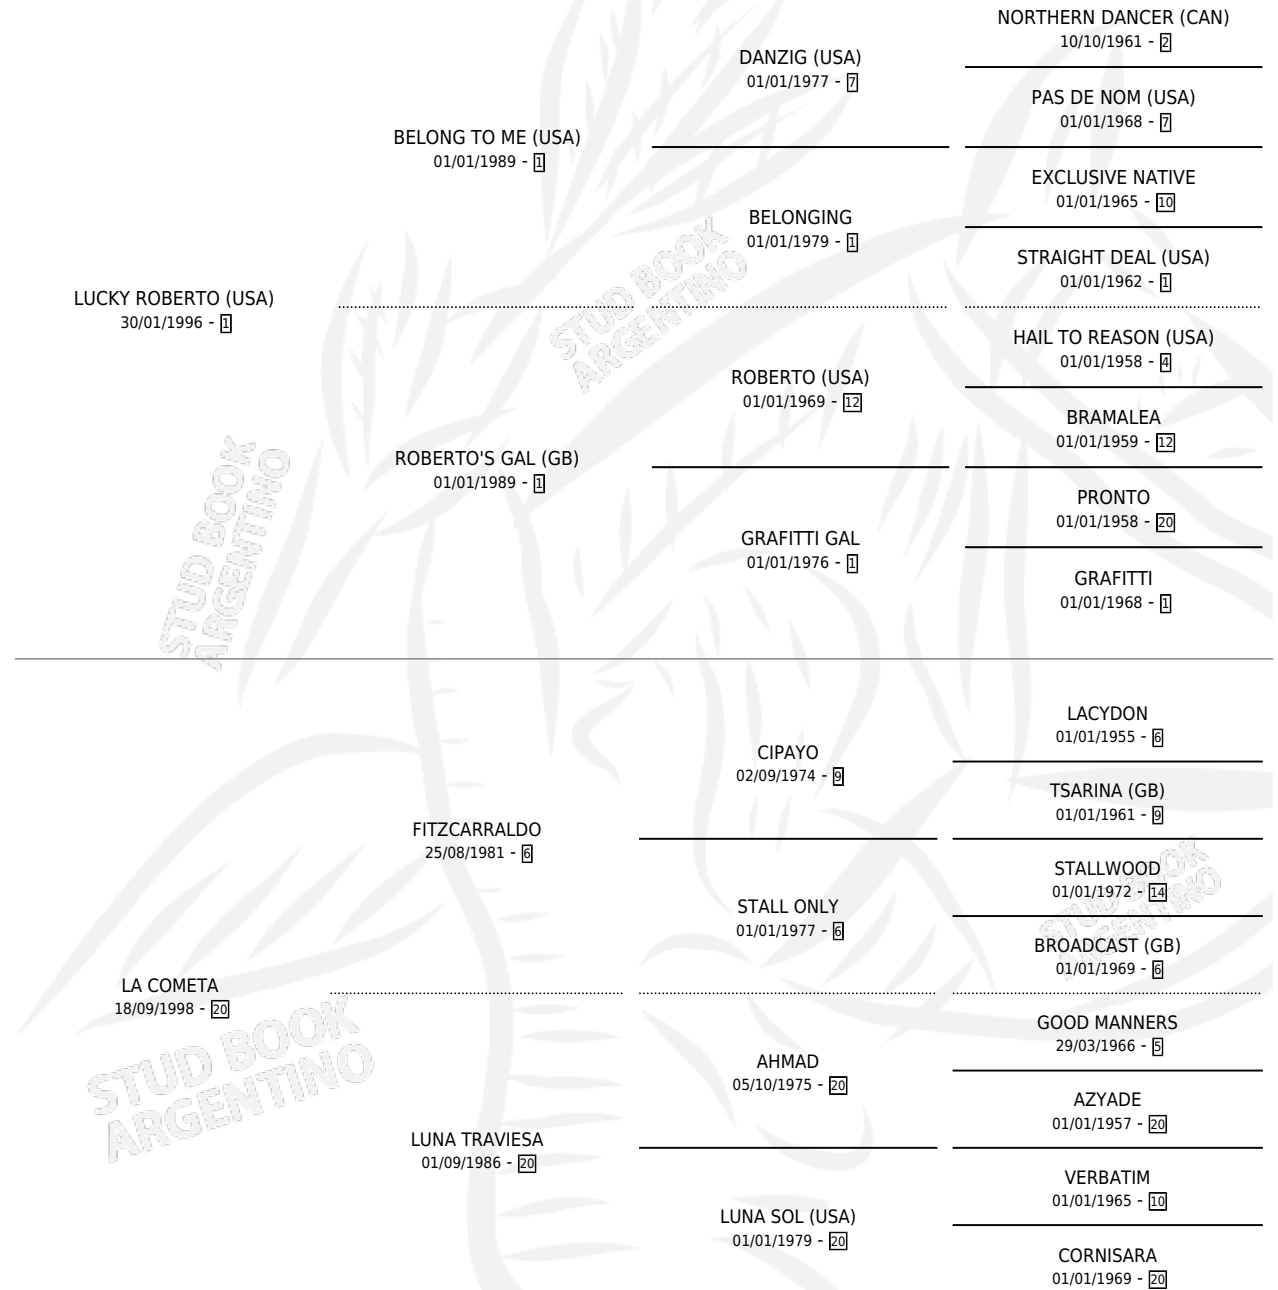 NORTHERN DANCER (CAN)
10/10/1961 - 2
DANZIG (USA)
01/01/1977 - 7
PAS DE NOM (USA)
01/01/1968 - 7
BELONG TO ME (USA)
01/01/1989 - 1
EXCLUSIVE NATIVE
01/01/1965 - 10
BELONGING
01/01/1979 - 1
STRAIGHT DEAL (USA)
01/01/1962 - 1
LUCKY ROBERTO (USA)
30/01/1996 - 1
HAIL TO REASON (USA)
01/01/1958 - 4
ROBERTO (USA)
01/01/1969 - 12
BRAMALEA
01/01/1959 - 12
ROBERTO'S GAL (GB)
01/01/1989 - 1
PRONTO
01/01/1958 - 20
GRAFITTI GAL
01/01/1976 - 1
GRAFITTI
01/01/1968 - 1
STUD BOOK
ARGENTINO
STUD BOOK
ARGENTINO
LACYDON
01/01/1955 - 6
CIPAYO
02/09/1974 - 9
TSARINA (GB)
01/01/1961 - 9
FITZCARRALDO
25/08/1981 - 6
STALLWOOD
01/01/1972 - 14
STALL ONLY
01/01/1977 - 6
BROADCAST (GB)
01/01/1969 - 6
STUD BOOK
ARGENTINO
LA COMETA
18/09/1998 - 20
GOOD MANNERS
29/03/1966 - 5
AHMAD
05/10/1975 - 20
AZYADE
01/01/1957 - 20
STUD BOOK
ARGENTINO
LUNA TRAVIESA
01/09/1986 - 20
VERBATIM
01/01/1965 - 10
LUNA SOL (USA)
01/01/1979 - 20
CORNISARA
01/01/1969 - 20